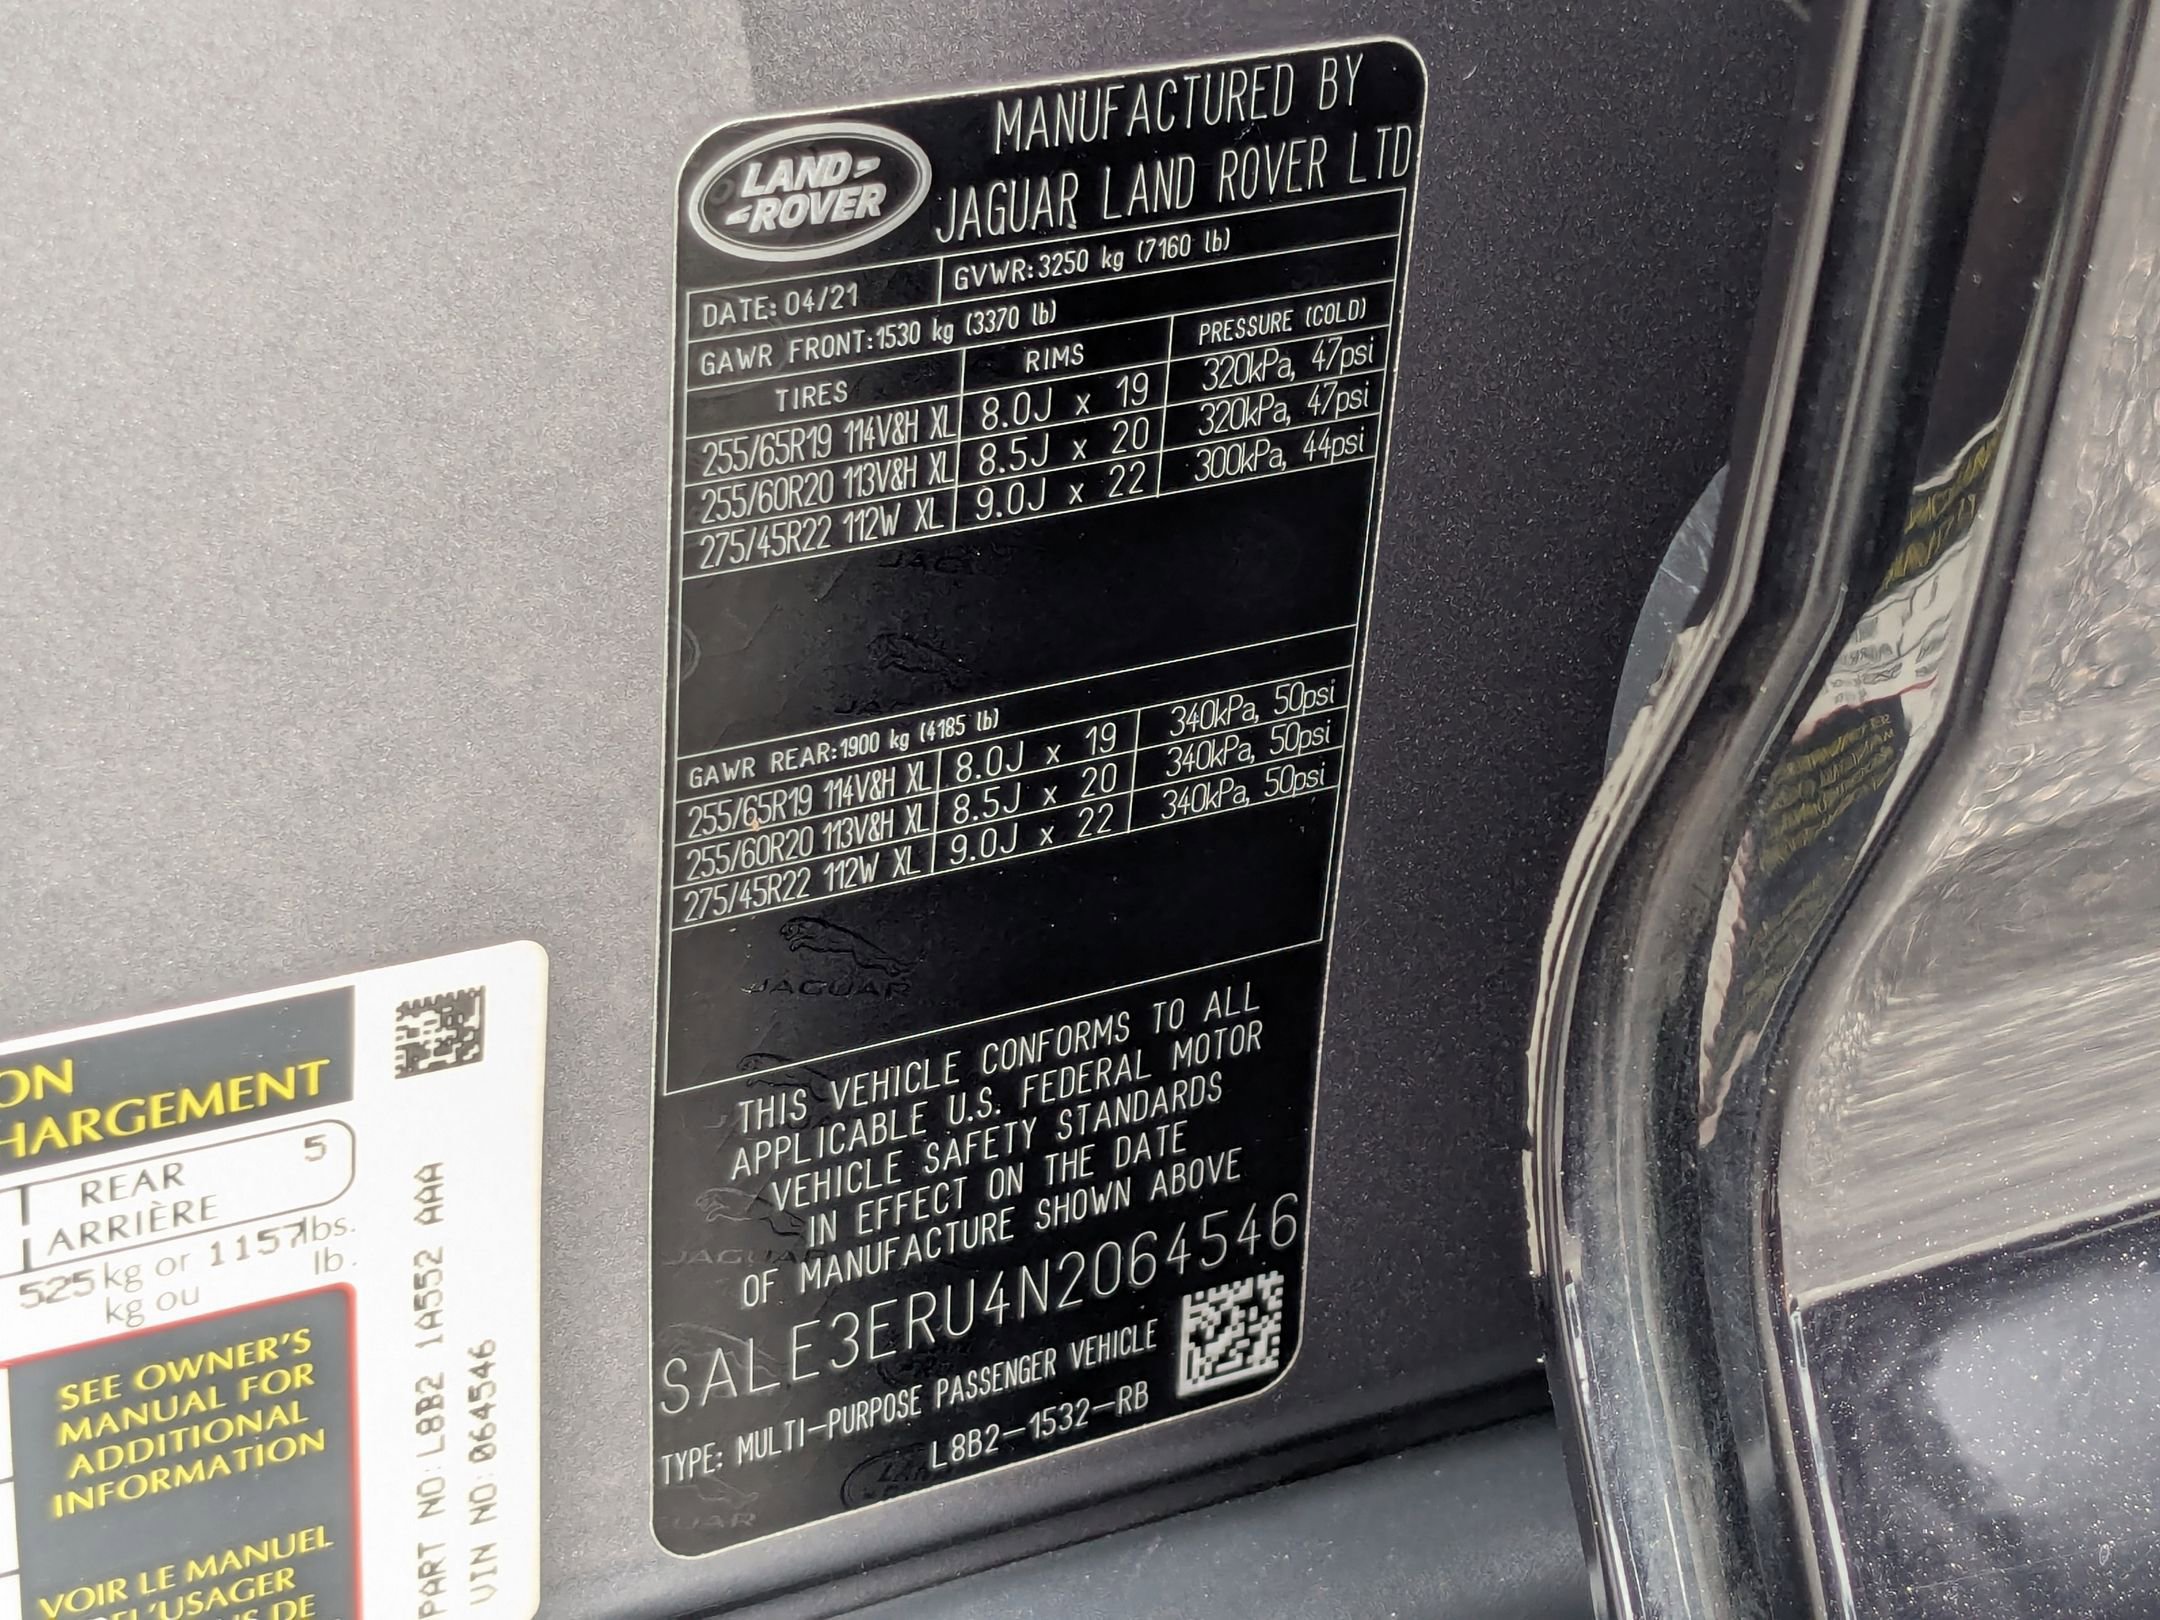 LAND
ROVER
MANUFACTURED BY
JAGUAR LAND ROVER LTD
DATE: 04/21
GVWR: 3250 kg (7160 lb)
GAWR FRONT: 1530 kg (3370 lb)
TIRES RIMS PRESSURE (COLD)
255/65R19 114V&H XL 8.0J x 19 320kPa, 47psi
255/60R20 113V&H XL 8.5J x 20 320kPa, 47psi
275/45R22 112W XL 9.0J x 22 300kPa, 44psi
JAGUAR
GAWR REAR: 1900 kg (4185 lb)
255/65R19 114V&H XL 8.0J x 19 340kPa, 50psi
255/60R20 113V&H XL 8.5J x 20 340kPa, 50psi
275/45R22 112W XL 9.0J x 22 340kPa, 50psi
JAGUAR
THIS VEHICLE CONFORMS TO ALL
APPLICABLE U.S. FEDERAL MOTOR
VEHICLE SAFETY STANDARDS
IN EFFECT ON THE DATE
OF MANUFACTURE SHOWN ABOVE
JAGUAR
SALE3ERU4N2064546
TYPE: MULTI-PURPOSE PASSENGER VEHICLE
L8B2-1532-RB
ON
HARGEMENT
REAR 5
ARRIÈRE
525 kg or 1157 lbs.
kg ou lb.
SEE OWNER'S
MANUAL FOR
ADDITIONAL
INFORMATION
VOIR LE MANUEL
DE L'USAGER
DE
PART NO: L8B2 1A552 AAA
VIN NO: 064546